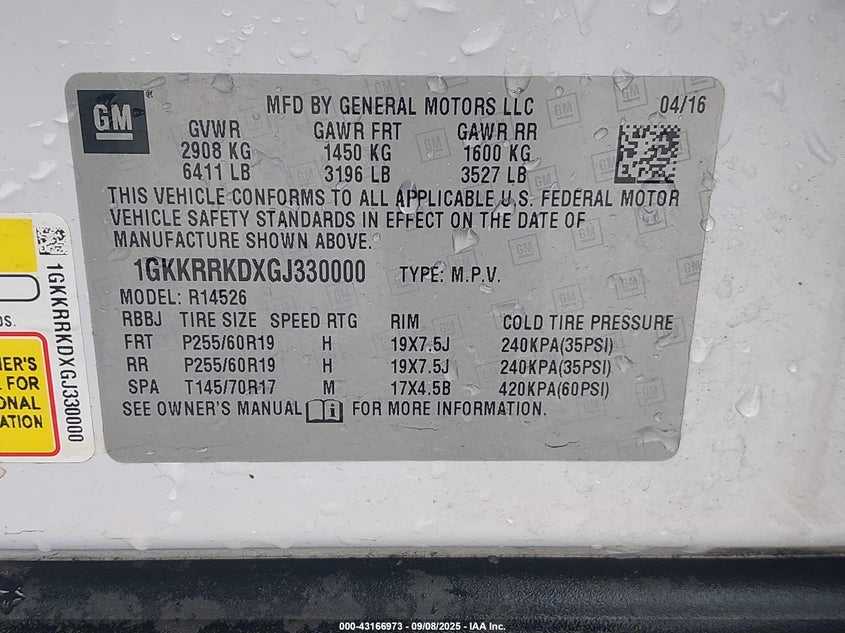 GM
MFD BY GENERAL MOTORS LLC 04/16
GVWR GAWR FRT GAWR RR
2908 KG 1450 KG 1600 KG
6411 LB 3196 LB 3527 LB
THIS VEHICLE CONFORMS TO ALL APPLICABLE U.S. FEDERAL MOTOR
VEHICLE SAFETY STANDARDS IN EFFECT ON THE DATE OF
MANUFACTURE SHOWN ABOVE.
1GKKRRKDXGJ330000 TYPE: M.P.V.
MODEL: R14526
RBBJ TIRE SIZE SPEED RTG RIM COLD TIRE PRESSURE
FRT P255/60R19 H 19X7.5J 240KPA(35PSI)
RR P255/60R19 H 19X7.5J 240KPA(35PSI)
SPA T145/70R17 M 17X4.5B 420KPA(60PSI)
SEE OWNER'S MANUAL FOR MORE INFORMATION.
1GKKRRKDXGJ330000
FOR
000-43166973 - 09/08/2025 - IAA Inc.